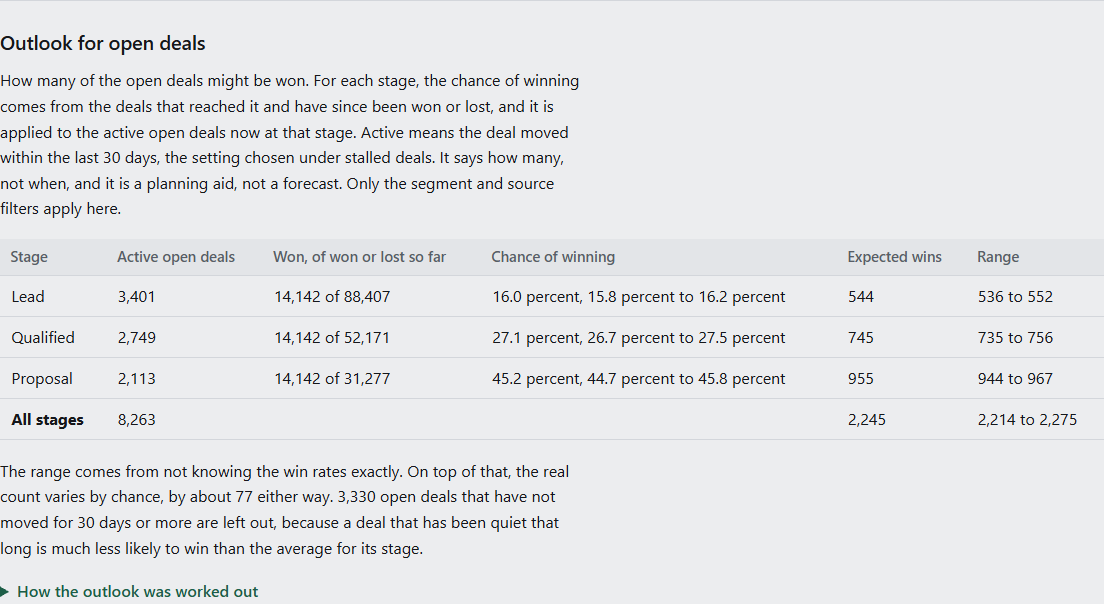 Outlook for open deals
How many of the open deals might be won. For each stage, the chance of winning
comes from the deals that reached it and have since been won or lost, and it is
applied to the active open deals now at that stage. Active means the deal moved
within the last 30 days, the setting chosen under stalled deals. It says how many,
not when, and it is a planning aid, not a forecast. Only the segment and source
filters apply here.
Stage Active open deals Won, of won or lost so far Chance of winning Expected wins Range
Lead 3,401 14,142 of 88,407 16.0 percent, 15.8 percent to 16.2 percent 544 536 to 552
Qualified 2,749 14,142 of 52,171 27.1 percent, 26.7 percent to 27.5 percent 745 735 to 756
Proposal 2,113 14,142 of 31,277 45.2 percent, 44.7 percent to 45.8 percent 955 944 to 967
All stages 8,263 2,245 2,214 to 2,275
The range comes from not knowing the win rates exactly. On top of that, the real
count varies by chance, by about 77 either way. 3,330 open deals that have not
moved for 30 days or more are left out, because a deal that has been quiet that
long is much less likely to win than the average for its stage.
How the outlook was worked out